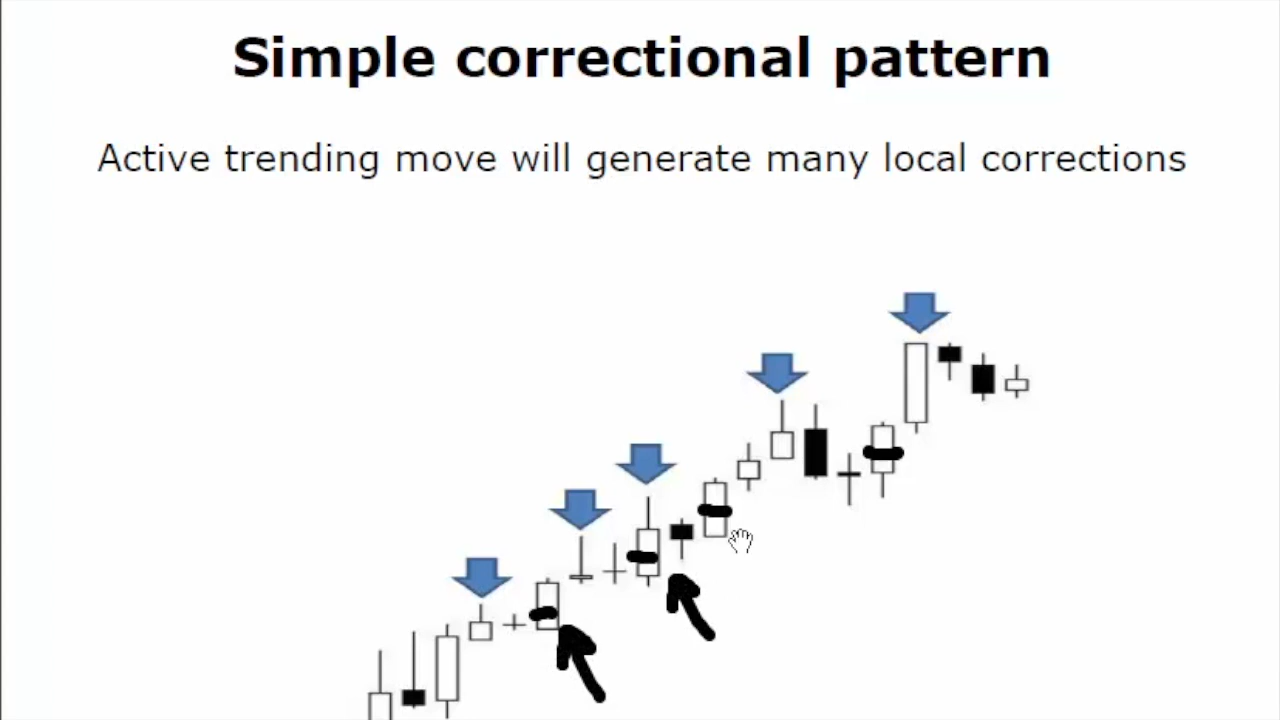 Simple correctional pattern
Active trending move will generate many local corrections